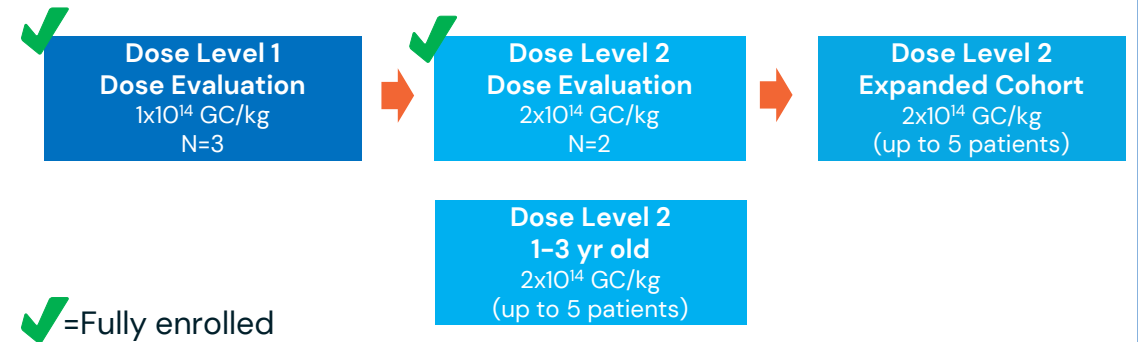 Dose Level 1
Dose Evaluation
1x10¹⁴ GC/kg
N=3
Dose Level 2
Dose Evaluation
2x10¹⁴ GC/kg
N=2
Dose Level 2
Expanded Cohort
2x10¹⁴ GC/kg
(up to 5 patients)
Dose Level 2
1-3 yr old
2x10¹⁴ GC/kg
(up to 5 patients)
=Fully enrolled